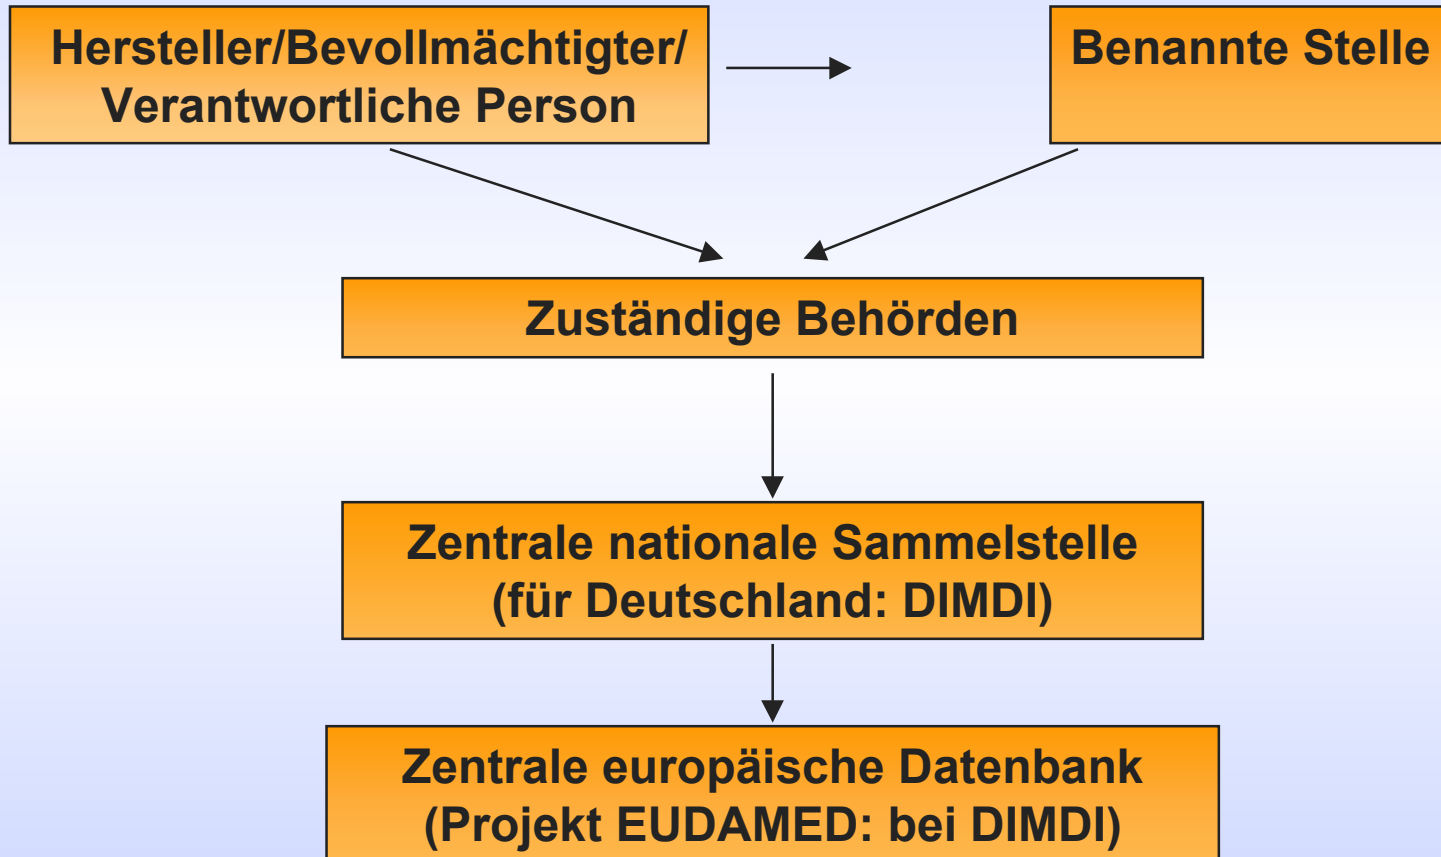 Hersteller/Bevollmächtigter/
Verantwortliche Person
Benannte Stelle
Zuständige Behörden
Zentrale nationale Sammelstelle
(für Deutschland: DIMDI)
Zentrale europäische Datenbank
(Projekt EUDAMED: bei DIMDI)